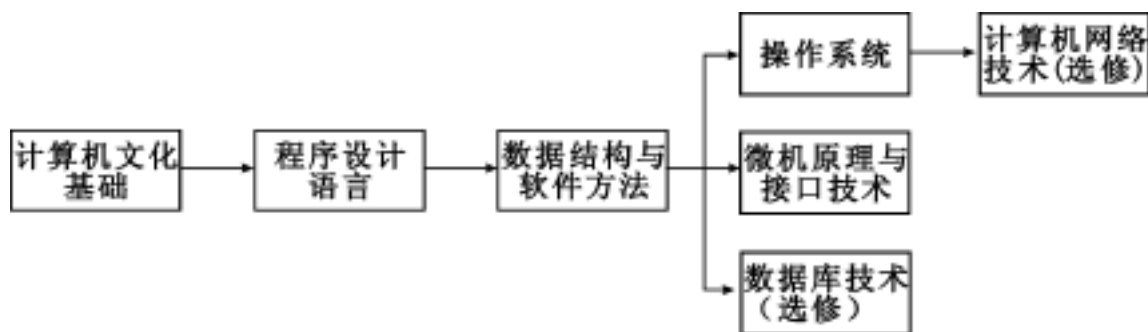 操作系统
计算机网络
技术(选修)
计算机文化
基础
程序设计
语言
数据结构与
软件方法
微机原理与
接口技术
数据库技术
（选修）